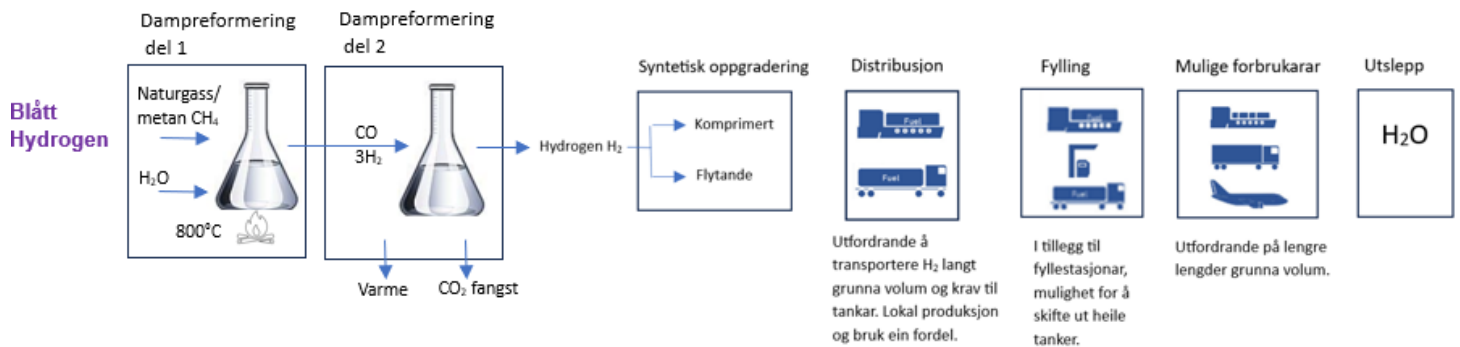 Blått
Hydrogen
Dampreformering
del 1
Naturgass/
metan CH₄
H₂O
800°C
Dampreformering
del 2
CO
3H₂
Varme
CO₂ fangst
Hydrogen H₂
Syntetisk oppgradering
Komprimert
Flytande
Distribusjon
Fuel
Fuel
Utfordrande å
transportere H₂ langt
grunna volum og krav til
tankar. Lokal produksjon
og bruk ein fordel.
Fylling
Fuel
Fuel
I tillegg til
fyllestasjonar,
mulighet for å
skifte ut heile
tanker.
Mulige forbrukarar
Utfordrande på lengre
lengder grunna volum.
Utslepp
H₂O